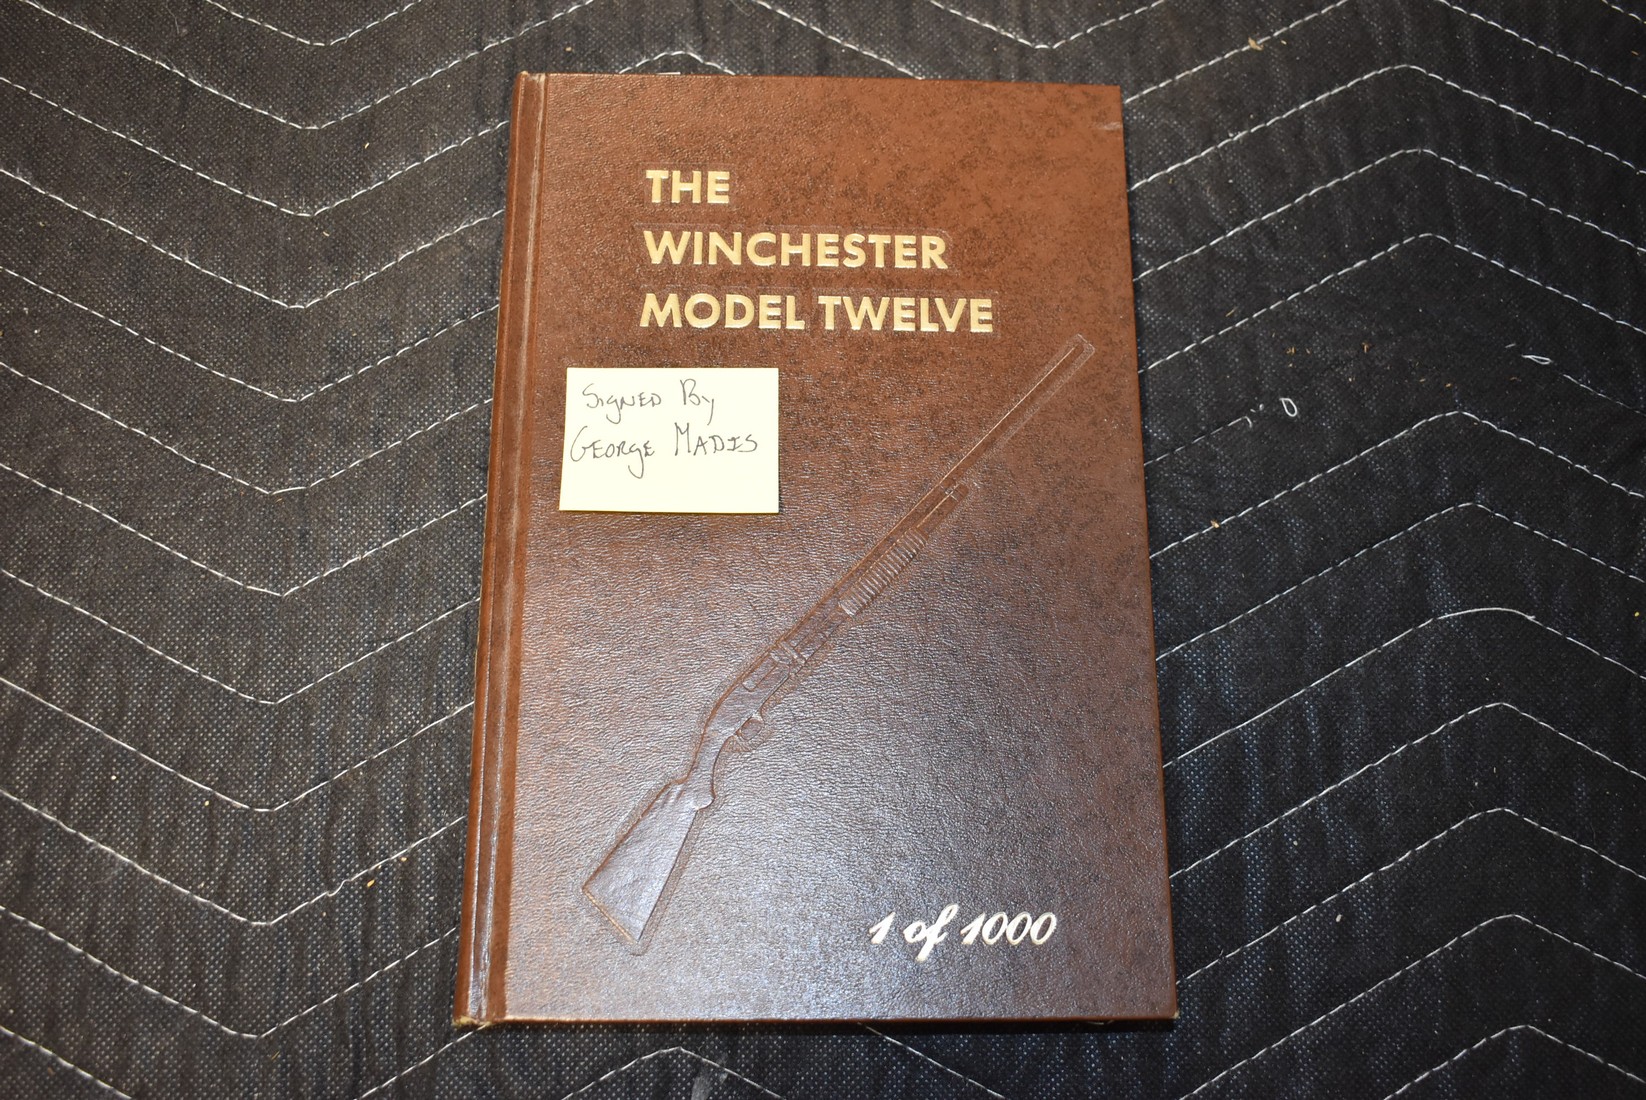 THE
WINCHESTER
MODEL TWELVE
Signed By
George Madis
1 of 1000